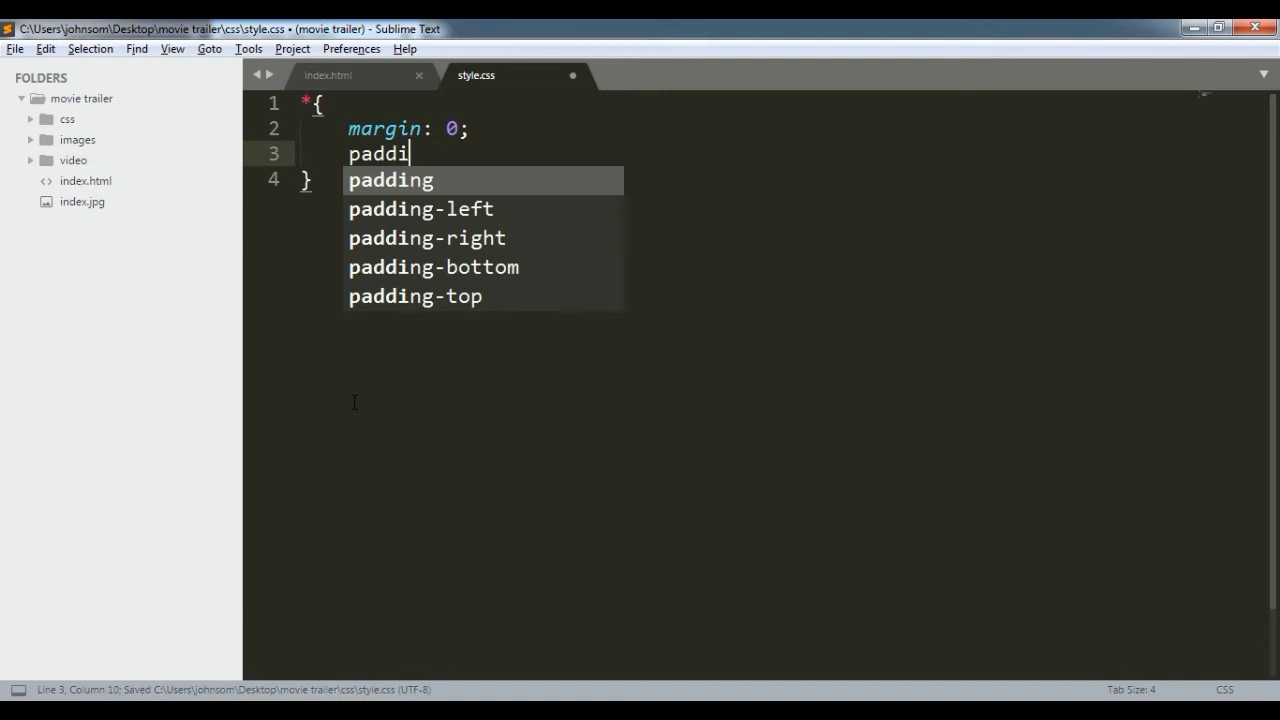 C:\Users\johnsom\Desktop\movie trailer\css\style.css • (movie trailer) - Sublime Text
File Edit Selection Find View Goto Tools Project Preferences Help
FOLDERS
movie trailer
css
images
video
index.html
index.jpg
index.html × style.css
1 *{
2 margin: 0;
3 paddi
4 }
padding
padding-left
padding-right
padding-bottom
padding-top
Line 3, Column 10; Saved C:\Users\johnsom\Desktop\movie trailer\css\style.css (UTF-8) Tab Size: 4 CSS